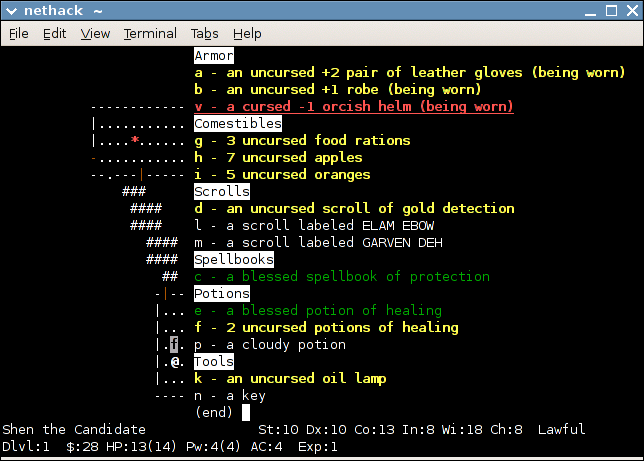 nethack ~
File Edit View Terminal Tabs Help
Armor
a - an uncursed +2 pair of leather gloves (being worn)
b - an uncursed +1 robe (being worn)
------------ v - a cursed -1 orcish helm (being worn)
|........... Comestibles
|....*...... g - 3 uncursed food rations
-........... h - 7 uncursed apples
--.---|----- i - 5 uncursed oranges
### Scrolls
#### d - an uncursed scroll of gold detection
#### l - a scroll labeled ELAM EBOW
#### m - a scroll labeled GARVEN DEH
#### Spellbooks
## c - a blessed spellbook of protection
-|-- Potions
|... e - a blessed potion of healing
|... f - 2 uncursed potions of healing
|.f. p - a cloudy potion
|.@. Tools
|... k - an uncursed oil lamp
---- n - a key
(end)
Shen the Candidate St:10 Dx:10 Co:13 In:8 Wi:18 Ch:8 Lawful
Dlvl:1 $:28 HP:13(14) Pw:4(4) AC:4 Exp:1